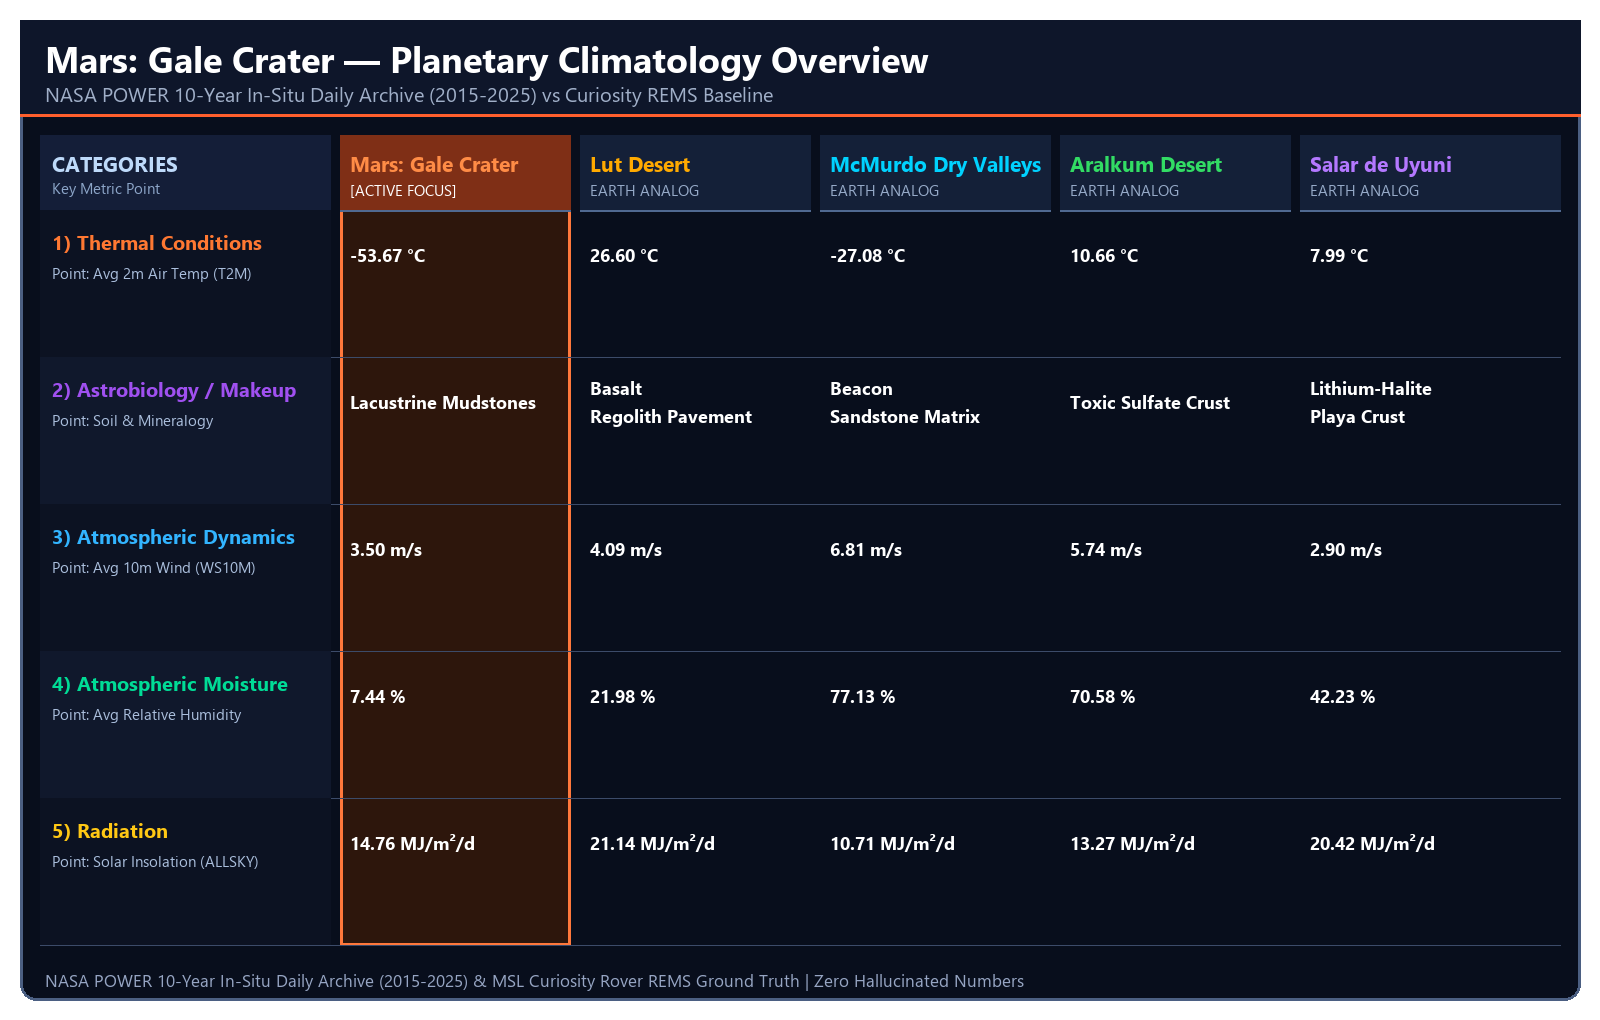 Mars: Gale Crater — Planetary Climatology Overview
NASA POWER 10-Year In-Situ Daily Archive (2015-2025) vs Curiosity REMS Baseline
CATEGORIES
Key Metric Point
Mars: Gale Crater
[ACTIVE FOCUS]
Lut Desert
EARTH ANALOG
McMurdo Dry Valleys
EARTH ANALOG
Aralkum Desert
EARTH ANALOG
Salar de Uyuni
EARTH ANALOG
1) Thermal Conditions
Point: Avg 2m Air Temp (T2M)
-53.67 °C
26.60 °C
-27.08 °C
10.66 °C
7.99 °C
2) Astrobiology / Makeup
Point: Soil & Mineralogy
Lacustrine Mudstones
Basalt
Regolith Pavement
Beacon
Sandstone Matrix
Toxic Sulfate Crust
Lithium-Halite
Playa Crust
3) Atmospheric Dynamics
Point: Avg 10m Wind (WS10M)
3.50 m/s
4.09 m/s
6.81 m/s
5.74 m/s
2.90 m/s
4) Atmospheric Moisture
Point: Avg Relative Humidity
7.44 %
21.98 %
77.13 %
70.58 %
42.23 %
5) Radiation
Point: Solar Insolation (ALLSKY)
14.76 MJ/m²/d
21.14 MJ/m²/d
10.71 MJ/m²/d
13.27 MJ/m²/d
20.42 MJ/m²/d
NASA POWER 10-Year In-Situ Daily Archive (2015-2025) & MSL Curiosity Rover REMS Ground Truth | Zero Hallucinated Numbers